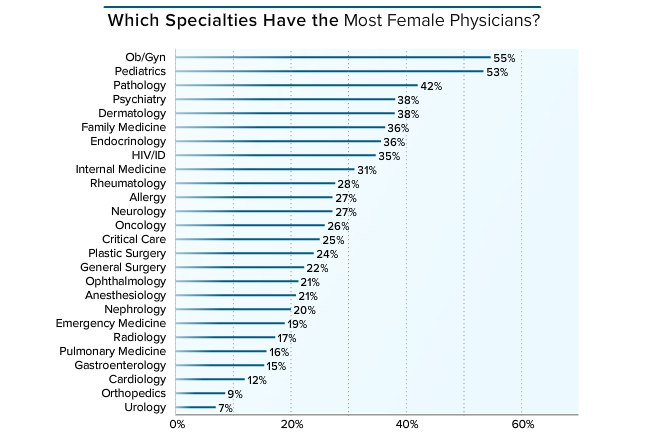 Which Specialties Have the Most Female Physicians?
Ob/Gyn 55%
Pediatrics 53%
Pathology 42%
Psychiatry 38%
Dermatology 38%
Family Medicine 36%
Endocrinology 36%
HIV/ID 35%
Internal Medicine 31%
Rheumatology 28%
Allergy 27%
Neurology 27%
Oncology 26%
Critical Care 25%
Plastic Surgery 24%
General Surgery 22%
Ophthalmology 21%
Anesthesiology 21%
Nephrology 20%
Emergency Medicine 19%
Radiology 17%
Pulmonary Medicine 16%
Gastroenterology 15%
Cardiology 12%
Orthopedics 9%
Urology 7%
0% 20% 40% 60%